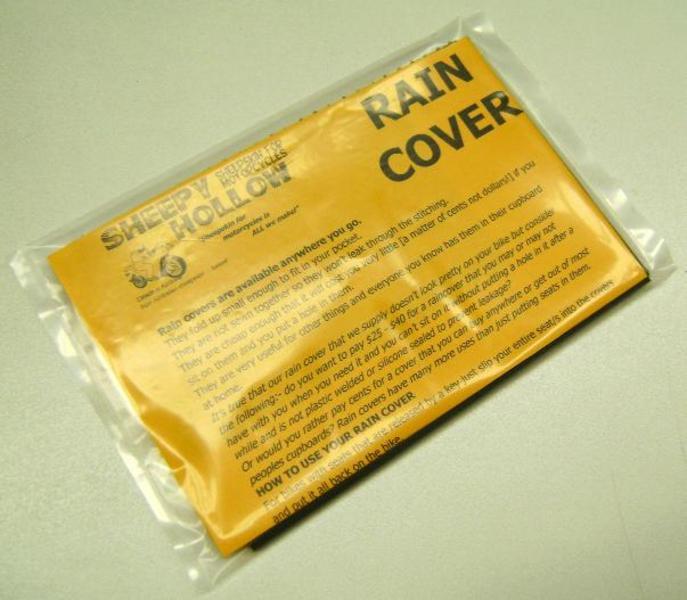 RAIN
COVER
SHEEPY
HOLLOW
SHEEPSKIN FOR
MOTORCYCLES
"Sheepskin for
motorcycles is
ALL we make!"
Rain covers are available anywhere you go.
They fold up small enough to fit in your pocket.
They are not sewn together so they won't leak through the stitching.
They are cheap enough that it will cost you very little [a matter of cents not dollars!] if you
sit on them and you put a hole in them.
They are very useful for other things and everyone you know has them in their cupboard
at home.
It's true that our rain cover that we supply doesn't look pretty on your bike but consider
the following:- do you want to pay $25 - $40 for a raincover that you may or may not
have with you when you need it and you can't sit on it without putting a hole in it after a
while and is not plastic welded or silicone sealed to prevent leakage?
Or would you rather pay cents for a cover that you can buy anywhere or get out of most
peoples cupboards? Rain covers have many more uses than just putting seats in them.
HOW TO USE YOUR RAIN COVER
For bikes with seats that are released by a key just slip your entire seat/s into the covers
and put it all back on the bike.